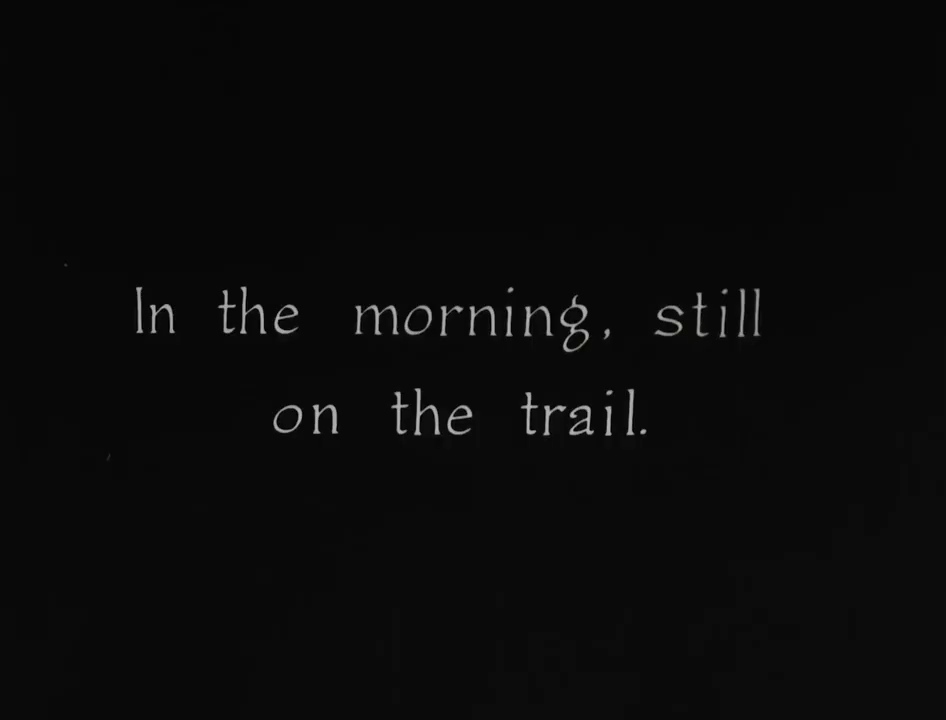 In the morning, still
on the trail.